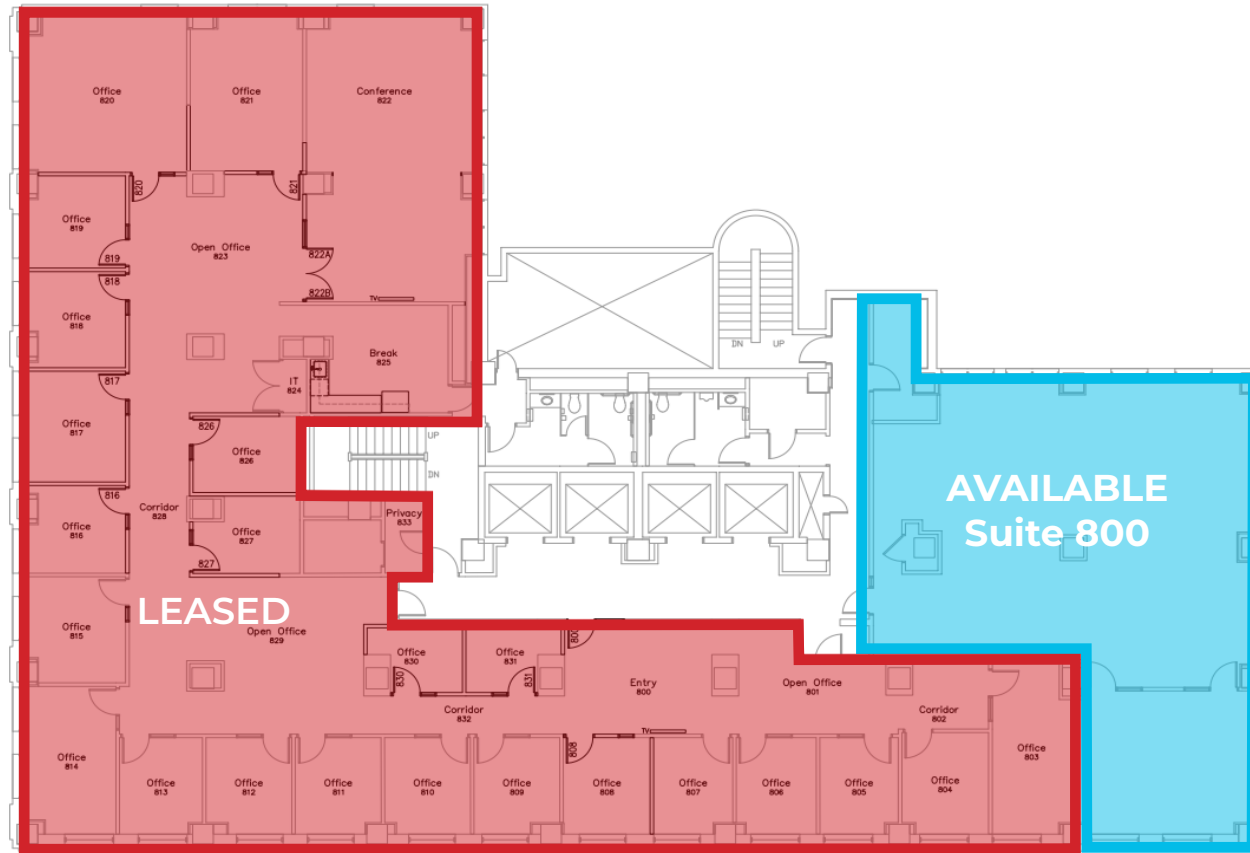 Office
820
Office
821
Conference
822
820
821
Office
819
819
Open Office
823
822A
822B
TV
818
Office
818
Break
825
IT
824
817
Office
817
826
Office
826
UP
DN
DN
UP
816
Office
816
Corridor
828
Office
827
827
Privacy
833
AVAILABLE
Suite 800
LEASED
Office
815
Open Office
829
Office
830
830
Office
831
831
800
Entry
800
Open Office
801
Corridor
832
Corridor
802
TV
808
Office
814
Office
813
Office
812
Office
811
Office
810
Office
809
Office
808
Office
807
Office
806
Office
805
Office
804
Office
803